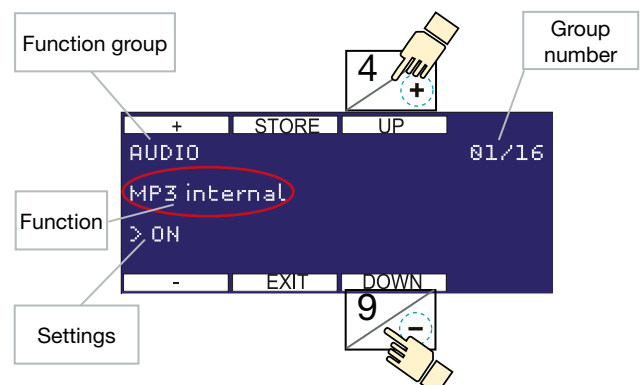 Function group
Group
number
4
+
+ STORE UP
AUDIO 01/16
MP3 internal
Function
> ON
- EXIT DOWN
9
-
Settings